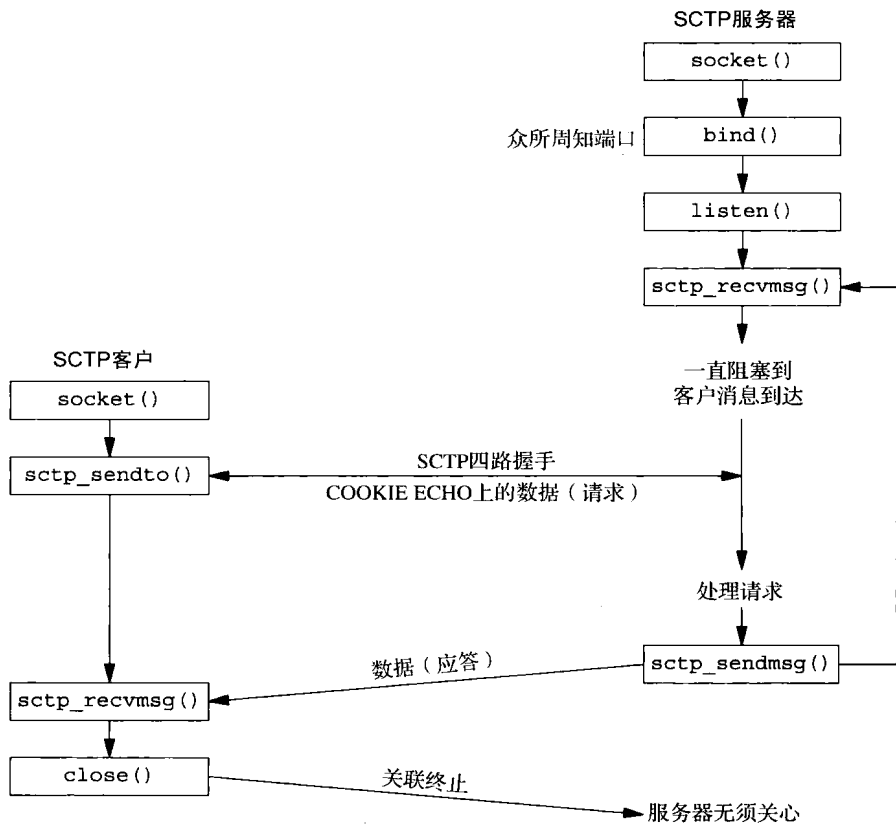 SCTP服务器
socket()
众所周知端口
bind()
listen()
sctp_recvmsg()
一直阻塞到
客户消息到达
SCTP客户
socket()
sctp_sendto()
SCTP四路握手
COOKIE ECHO上的数据（请求）
处理请求
sctp_sendmsg()
数据（应答）
sctp_recvmsg()
close()
关联终止
服务器无须关心